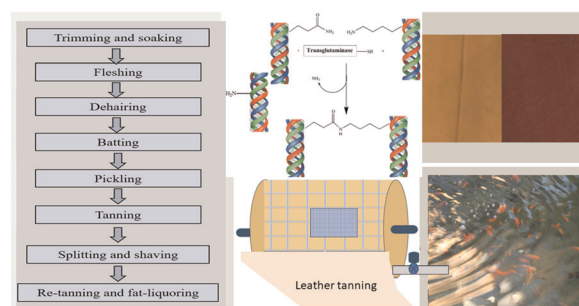 Trimming and soaking
Fleshing
Dehairing
Batting
Pickling
Tanning
Splitting and shaving
Re-tanning and fat-liquoring
O
NH₂
H₂N
+
Transglutaminase
SH
+
H₂N
NH₃
O
N
H
Leather tanning